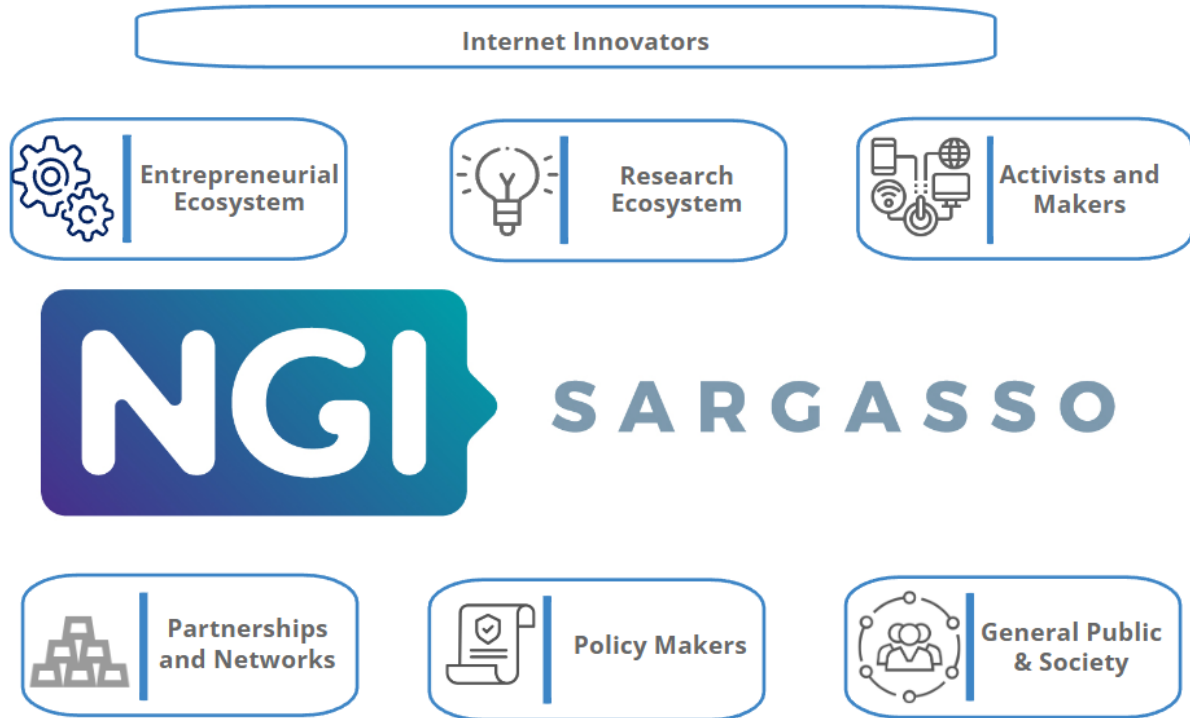 Internet Innovators
Entrepreneurial
Ecosystem
Research
Ecosystem
Activists and
Makers
NGI
SARGASSO
Partnerships
and Networks
Policy Makers
General Public
& Society